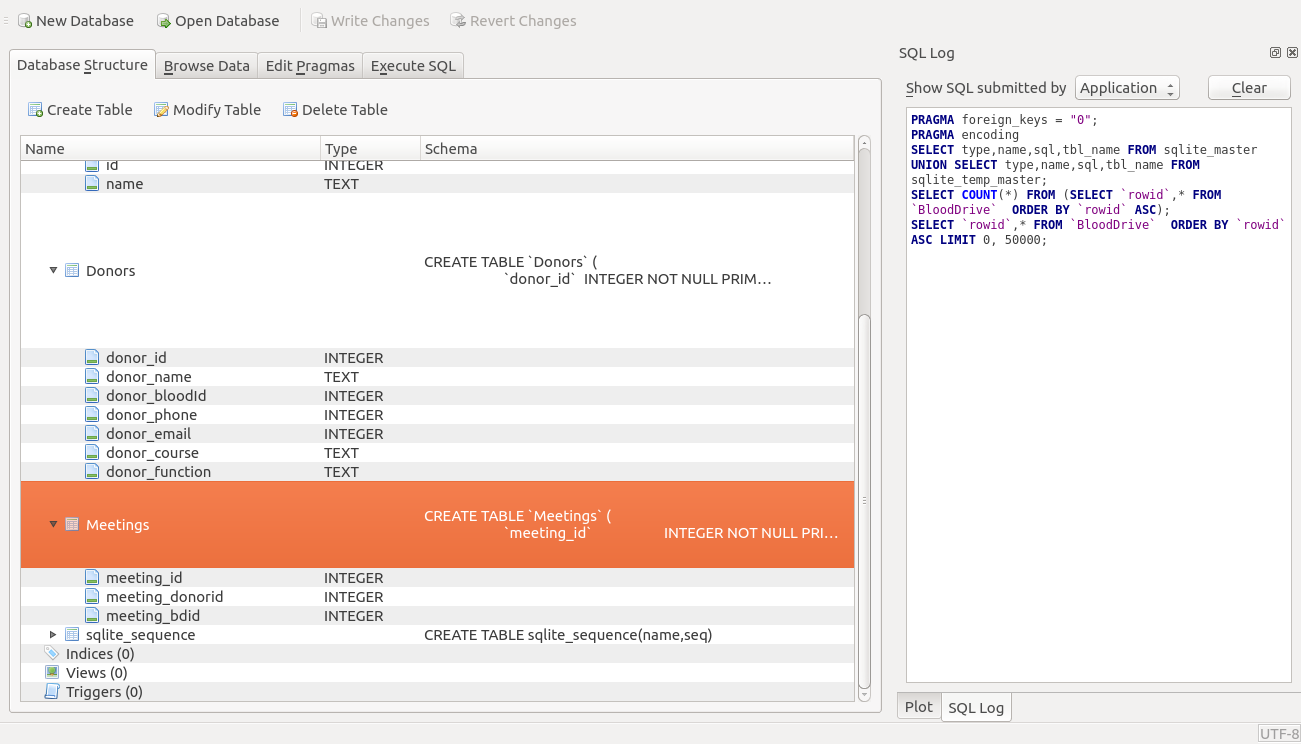 New Database Open Database Write Changes Revert Changes
Database Structure Browse Data Edit Pragmas Execute SQL
Create Table Modify Table Delete Table
Name Type Schema
id INTEGER
name TEXT
Donors CREATE TABLE `Donors` (
`donor_id` INTEGER NOT NULL PRIM…
donor_id INTEGER
donor_name TEXT
donor_bloodId INTEGER
donor_phone INTEGER
donor_email INTEGER
donor_course TEXT
donor_function TEXT
Meetings CREATE TABLE `Meetings` (
`meeting_id` INTEGER NOT NULL PRI…
meeting_id INTEGER
meeting_donorid INTEGER
meeting_bdid INTEGER
sqlite_sequence CREATE TABLE sqlite_sequence(name,seq)
Indices (0)
Views (0)
Triggers (0)
SQL Log
Show SQL submitted by Application Clear
PRAGMA foreign_keys = "0";
PRAGMA encoding
SELECT type,name,sql,tbl_name FROM sqlite_master
UNION SELECT type,name,sql,tbl_name FROM
sqlite_temp_master;
SELECT COUNT(*) FROM (SELECT `rowid`,* FROM
`BloodDrive`  ORDER BY `rowid` ASC);
SELECT `rowid`,* FROM `BloodDrive`  ORDER BY `rowid`
ASC LIMIT 0, 50000;
Plot SQL Log
UTF-8